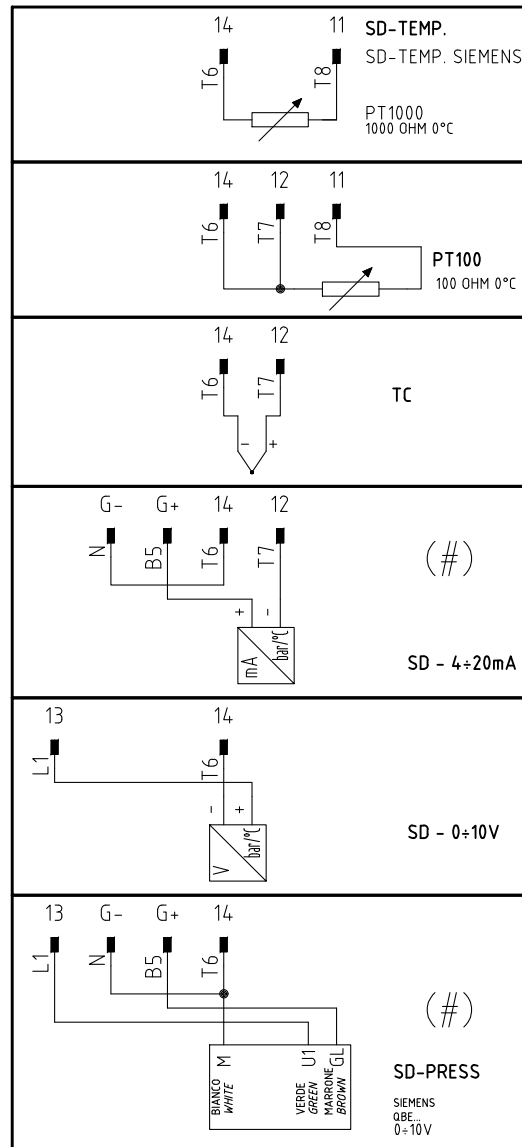 14 11 SD-TEMP.
SD-TEMP. SIEMENS
T6 T8
PT1000
1000 OHM 0°C
14 12 11
T6 T7 T8
PT100
100 OHM 0°C
14 12
T6 T7
TC
- +
G- G+ 14 12
N B5 T6 T7
(#)
+ -
mA bar/°C
SD - 4÷20mA
13 14
L1 T6
- +
SD - 0÷10V
V bar/°C
13 G- G+ 14
L1 N B5 T6
(#)
M U1 GL
BIANCO VERDE MARRONE
WHITE GREEN BROWN
SD-PRESS
SIEMENS
QBE...
0÷10V